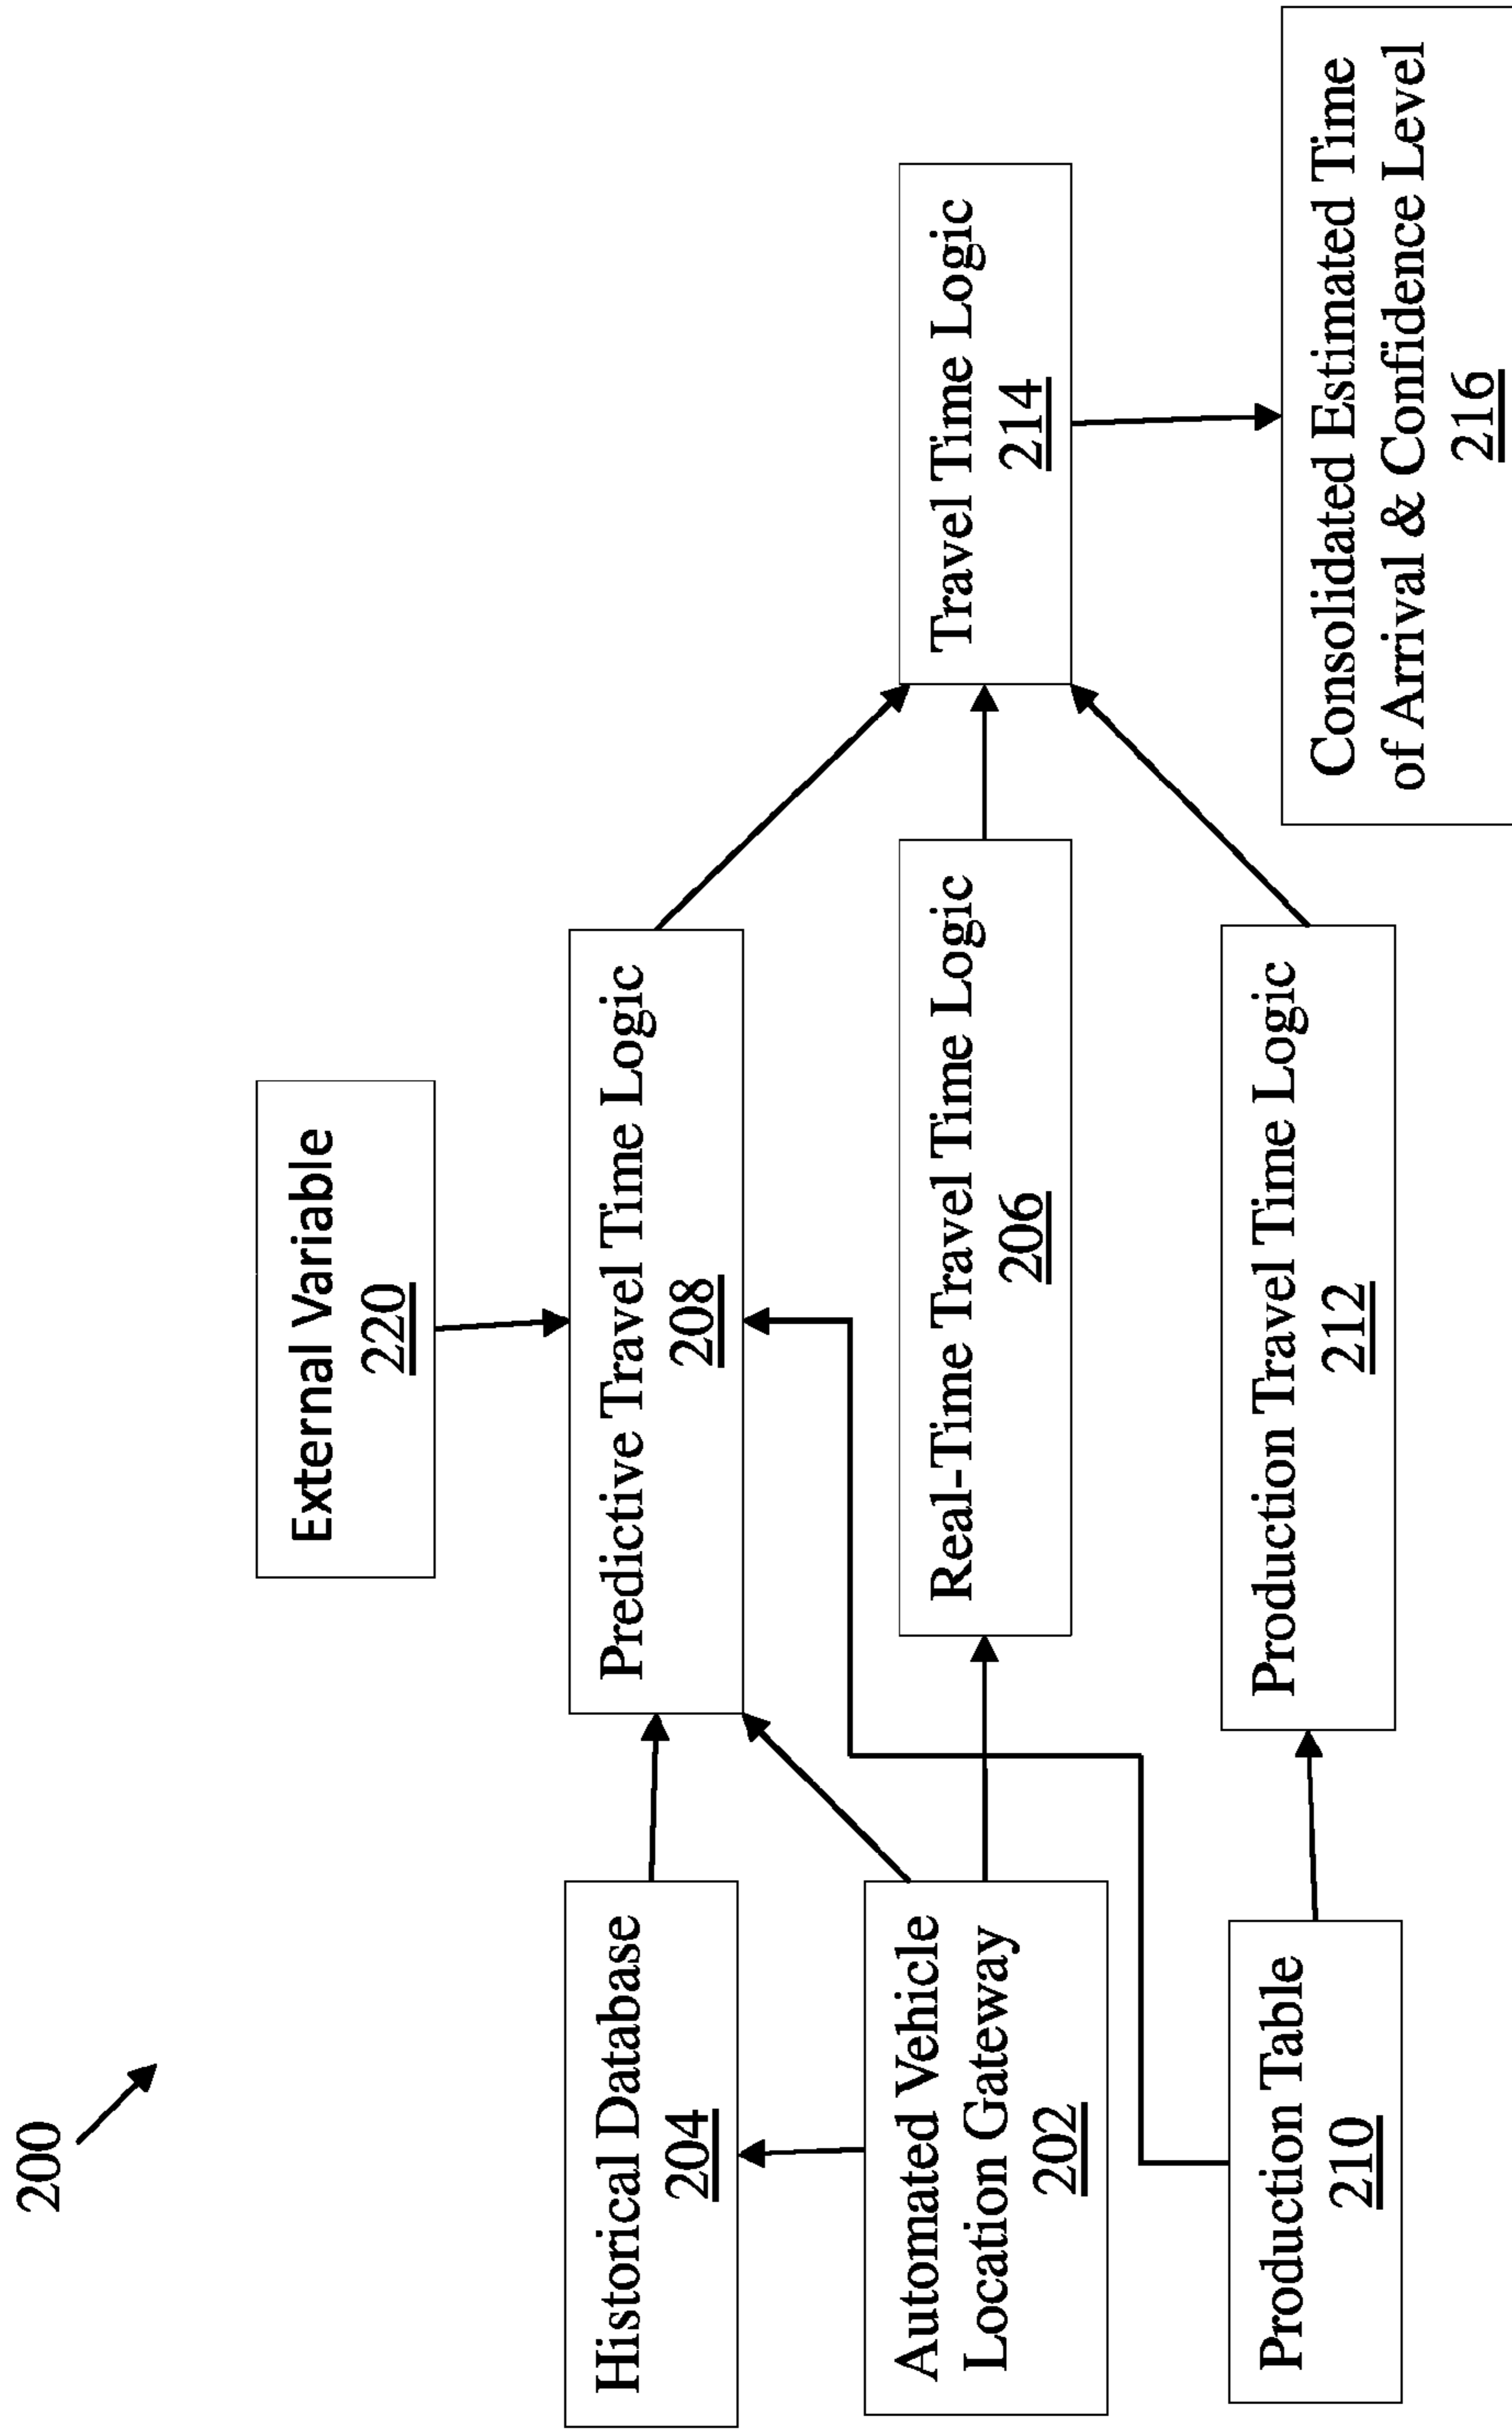 200
External Variable
220
Historical Database
204
Predictive Travel Time Logic
208
Automated Vehicle
Location Gateway
202
Real-Time Travel Time Logic
206
Travel Time Logic
214
Production Table
210
Production Travel Time Logic
212
Consolidated Estimated Time
of Arrival & Confidence Level
216